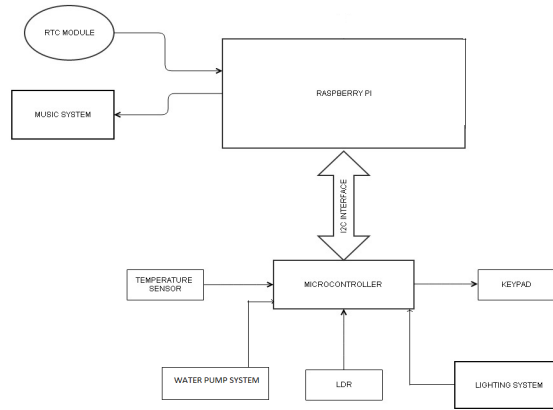 RTC MODULE
RASPBERRY PI
MUSIC SYSTEM
I2C INTERFACE
TEMPERATURE
SENSOR
MICROCONTROLLER
KEYPAD
WATER PUMP SYSTEM
LDR
LIGHTING SYSTEM